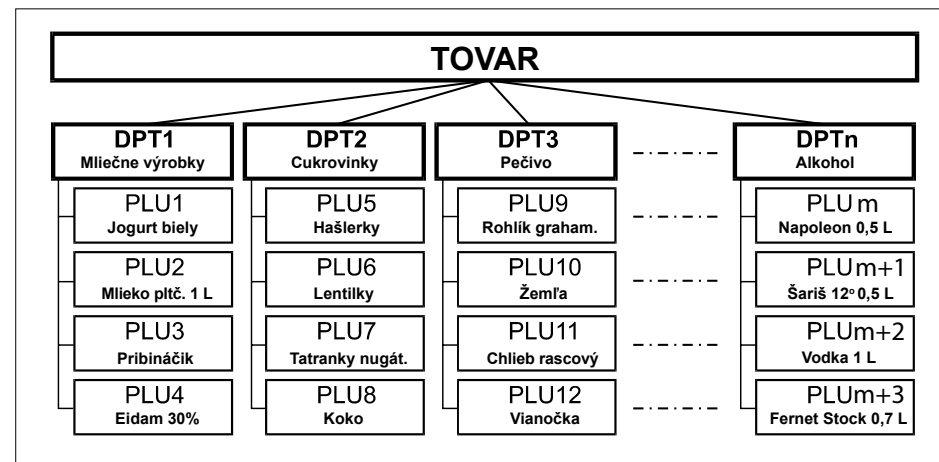 TOVAR
DPT1
Mliečne výrobky
PLU1
Jogurt biely
PLU2
Mlieko pltč. 1 L
PLU3
Pribináčik
PLU4
Eidam 30%
DPT2
Cukrovinky
PLU5
Hašlerky
PLU6
Lentilky
PLU7
Tatranky nugát.
PLU8
Koko
DPT3
Pečivo
PLU9
Rohlík graham.
PLU10
Žemľa
PLU11
Chlieb rascový
PLU12
Vianočka
DPTn
Alkohol
PLU m
Napoleon 0,5 L
PLUm+1
Šariš 12º 0,5 L
PLUm+2
Vodka 1 L
PLUm+3
Fernet Stock 0,7 L